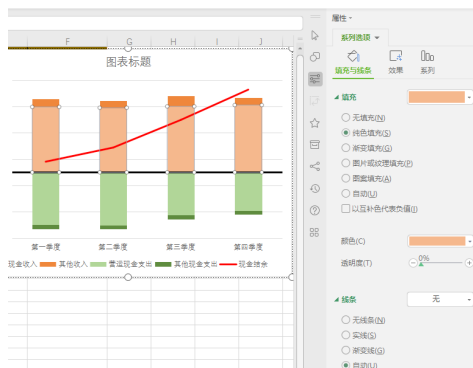 属性
系列选项
填充与线条 效果 系列
F G H I J
图表标题
填充
无填充(N)
纯色填充(S)
渐变填充(G)
图片或纹理填充(P)
图案填充(A)
自动(U)
以互补色代表负值(I)
颜色(C)
透明度(T) 0%
线条 无
无线条(N)
实线(S)
渐变线(G)
自动(U)
第一季度 第二季度 第三季度 第四季度
现金收入 其他收入 营运现金支出 其他现金支出 现金结余